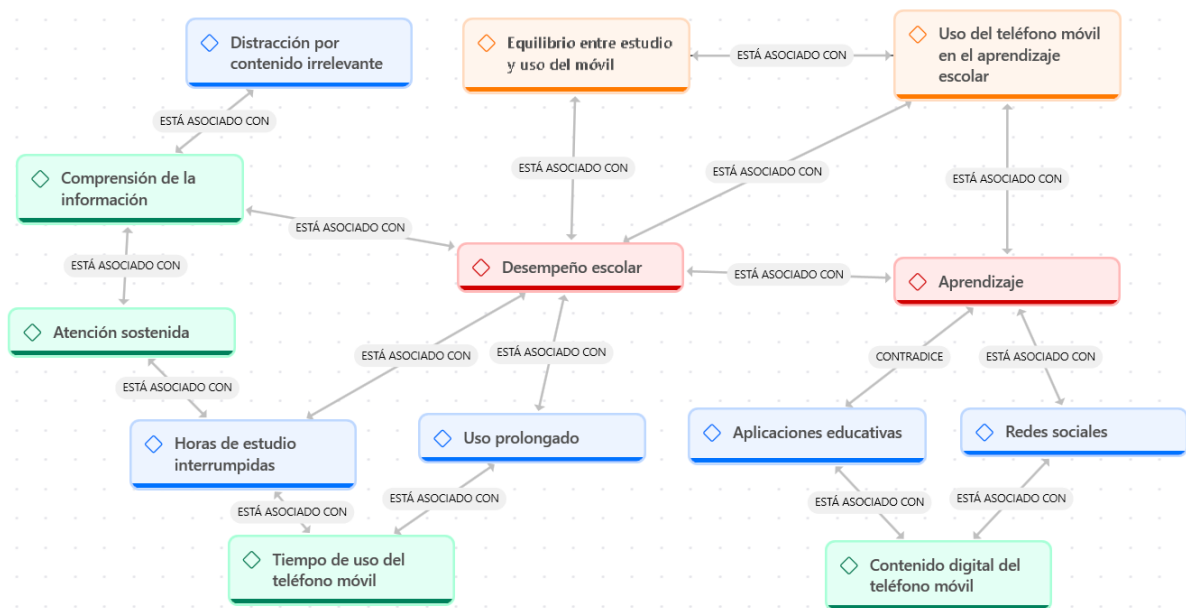 Distracción por
contenido irrelevante
Equilibrio entre estudio
y uso del móvil
ESTÁ ASOCIADO CON
Uso del teléfono móvil
en el aprendizaje
escolar
ESTÁ ASOCIADO CON
Comprensión de la
información
ESTÁ ASOCIADO CON
ESTÁ ASOCIADO CON
ESTÁ ASOCIADO CON
ESTÁ ASOCIADO CON
ESTÁ ASOCIADO CON
Desempeño escolar
ESTÁ ASOCIADO CON
Aprendizaje
Atención sostenida
ESTÁ ASOCIADO CON
ESTÁ ASOCIADO CON
CONTRADICE
ESTÁ ASOCIADO CON
ESTÁ ASOCIADO CON
Horas de estudio
interrumpidas
Uso prolongado
Aplicaciones educativas
Redes sociales
ESTÁ ASOCIADO CON
ESTÁ ASOCIADO CON
ESTÁ ASOCIADO CON
ESTÁ ASOCIADO CON
Tiempo de uso del
teléfono móvil
Contenido digital del
teléfono móvil